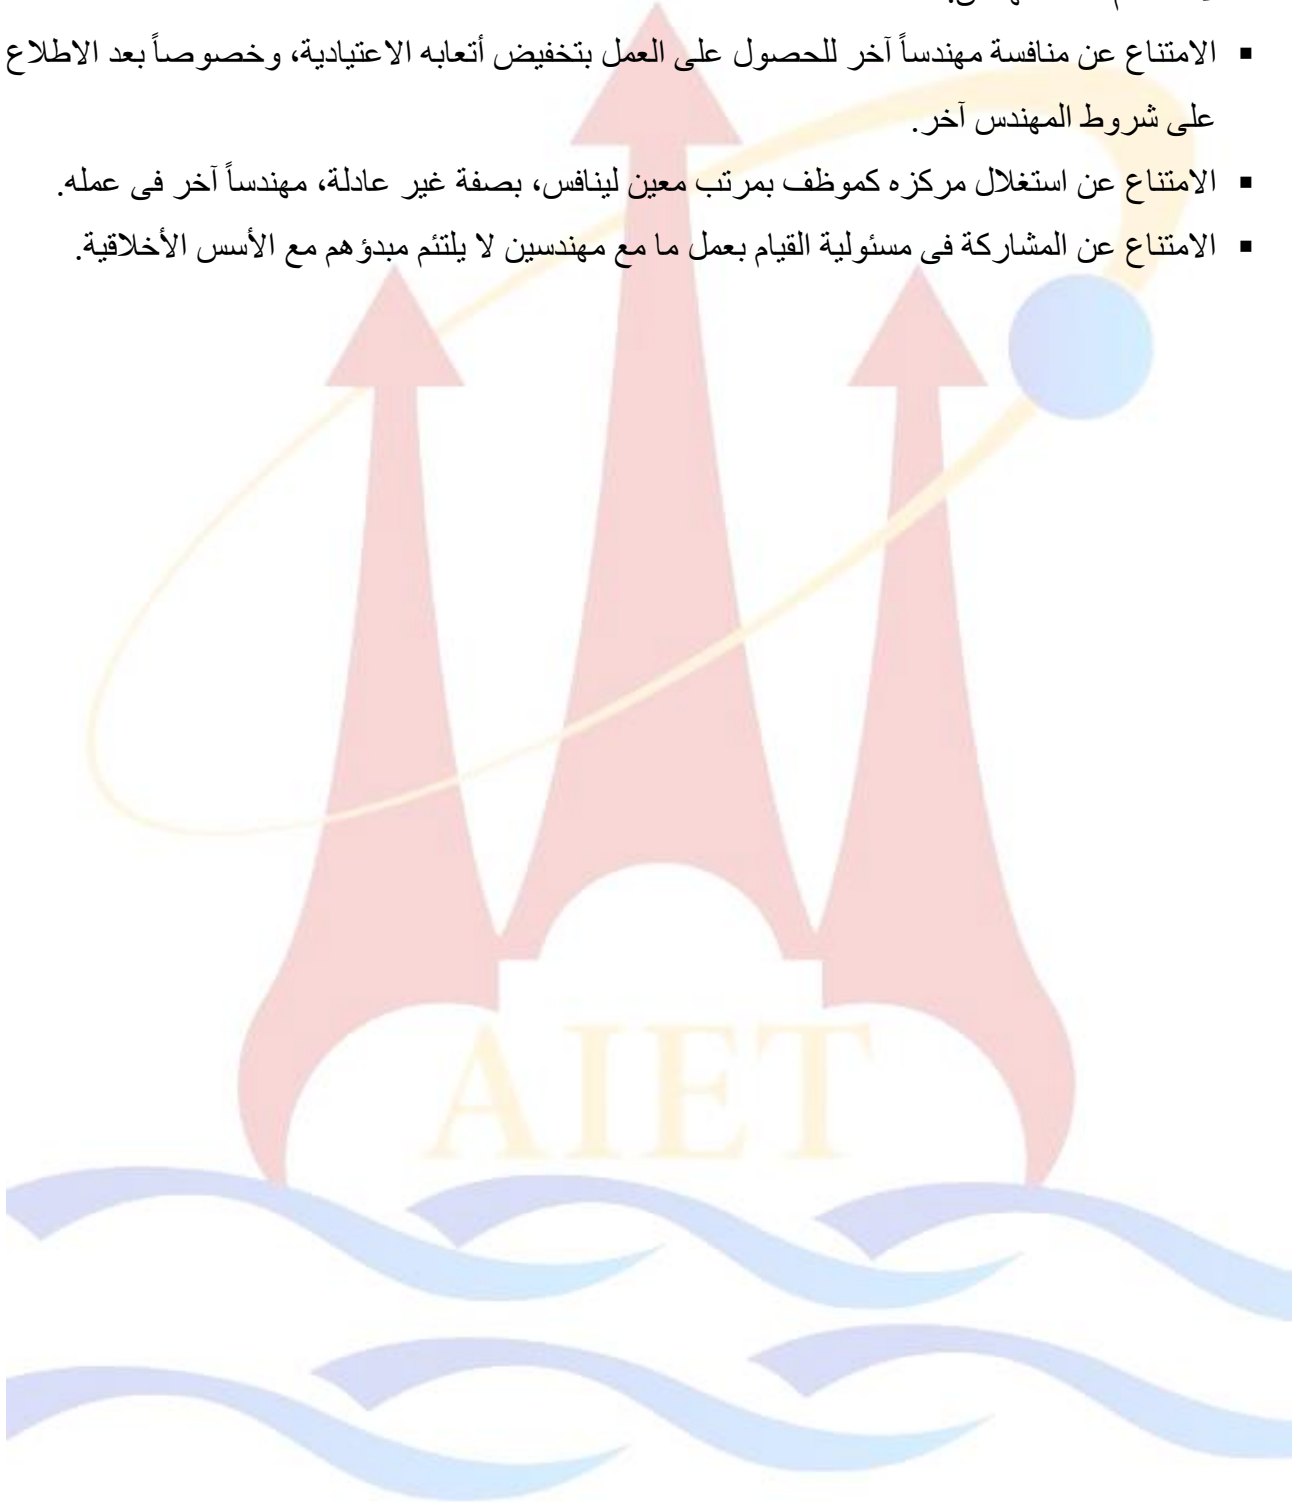 ▪ الامتناع عن منافسة مهندساً آخر للحصول على العمل بتخفيض أتعابه الاعتيادية، وخصوصاً بعد الاطلاع
على شروط المهندس آخر.
▪ الامتناع عن استغلال مركزه كموظف بمرتب معين لينافس، بصفة غير عادلة، مهندساً آخر فى عمله.
▪ الامتناع عن المشاركة فى مسئولية القيام بعمل ما مع مهندسين لا يلتئم مبدؤهم مع الأسس الأخلاقية.
AIET